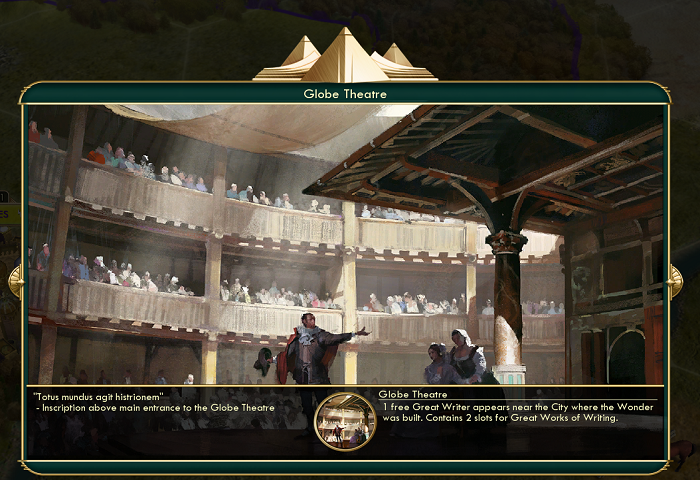 Globe Theatre
"Totus mundus agit histrionem"
- Inscription above main entrance to the Globe Theatre
Globe Theatre
1 free Great Writer appears near the City where the Wonder
was built. Contains 2 slots for Great Works of Writing.